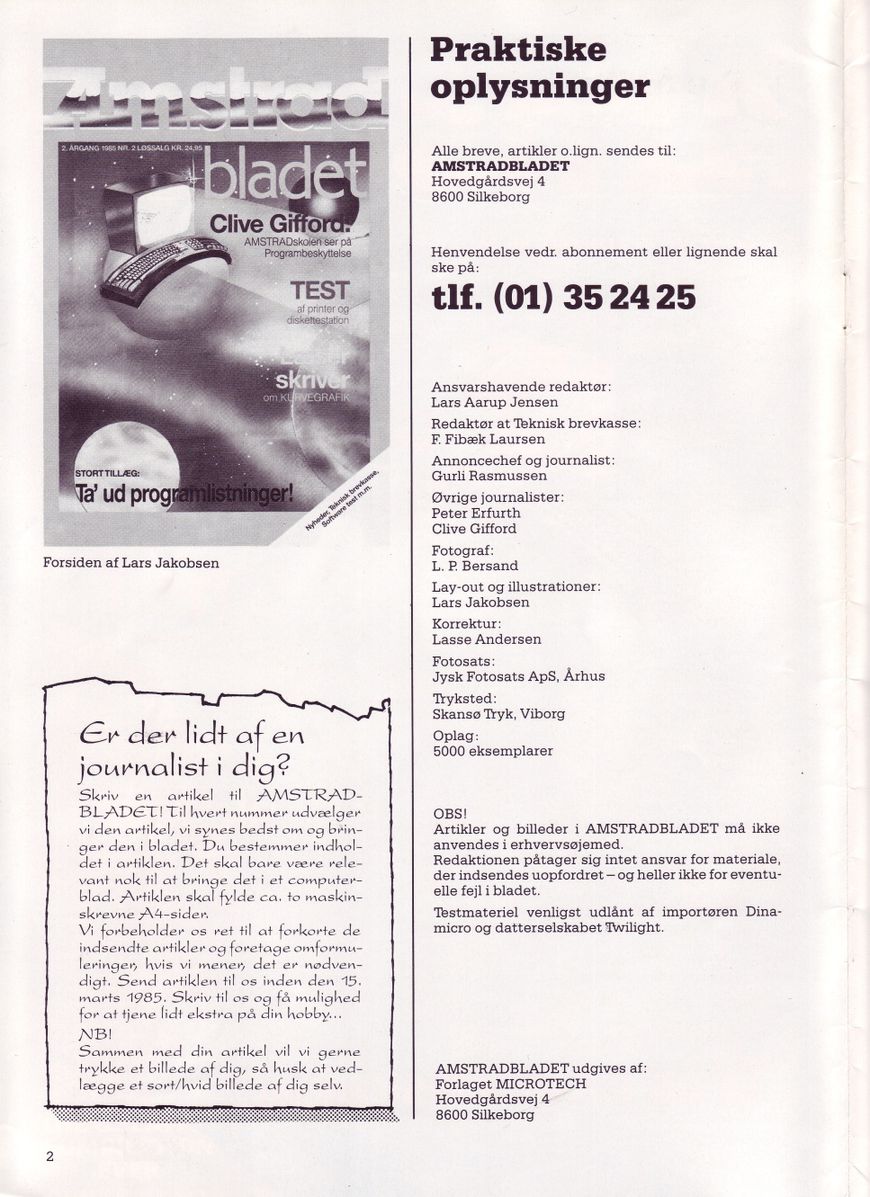 Amstrad
2. ÅRGANG 1985 NR. 2 LØSSALG KR. 24,95
bladet
Clive Gifford:
AMSTRADskolen ser på
Programbeskyttelse
TEST
af printer og
diskettestation
skriver
om KURVEGRAFIK
STORT TILLÆG:
Ta' ud programlistninger!
Nyheder, Teknisk brevkasse,
Software test m.m.
Forsiden af Lars Jakobsen
Er der lidt af en
journalist i dig?
Skriv en artikel til AMSTRAD-
BLADET! Til hvert nummer udvælger
vi den artikel, vi synes bedst om og brin-
ger den i bladet. Du bestemmer indhol-
det i artiklen. Det skal bare være rele-
vant nok til at bringe det i et computer-
blad. Artiklen skal fylde ca. to maskin-
skrevne A4-sider.
Vi forbeholder os ret til at forkorte de
indsendte artikler og foretage omformu-
leringer, hvis vi mener, det er nødven-
digt. Send artiklen til os inden den 15.
marts 1985. Skriv til os og få mulighed
for at tjene lidt ekstra på din hobby...
NB!
Sammen med din artikel vil vi gerne
trykke et billede af dig, så husk at ved-
lægge et sort/hvid billede af dig selv.
2
Praktiske
oplysninger
Alle breve, artikler o.lign. sendes til:
AMSTRADBLADET
Hovedgårdsvej 4
8600 Silkeborg
Henvendelse vedr. abonnement eller lignende skal
ske på:
tlf. (01) 35 24 25
Ansvarshavende redaktør:
Lars Aarup Jensen
Redaktør at Teknisk brevkasse:
F. Fibæk Laursen
Annoncechef og journalist:
Gurli Rasmussen
Øvrige journalister:
Peter Erfurth
Clive Gifford
Fotograf:
L. P. Bersand
Lay-out og illustrationer:
Lars Jakobsen
Korrektur:
Lasse Andersen
Fotosats:
Jysk Fotosats ApS, Århus
Tryksted:
Skansø Tryk, Viborg
Oplag:
5000 eksemplarer
OBS!
Artikler og billeder i AMSTRADBLADET må ikke
anvendes i erhvervsøjemed.
Redaktionen påtager sig intet ansvar for materiale,
der indsendes uopfordret – og heller ikke for eventu-
elle fejl i bladet.
Testmateriel venligst udlånt af importøren Dina-
micro og datterselskabet Twilight.
AMSTRADBLADET udgives af:
Forlaget MICROTECH
Hovedgårdsvej 4
8600 Silkeborg